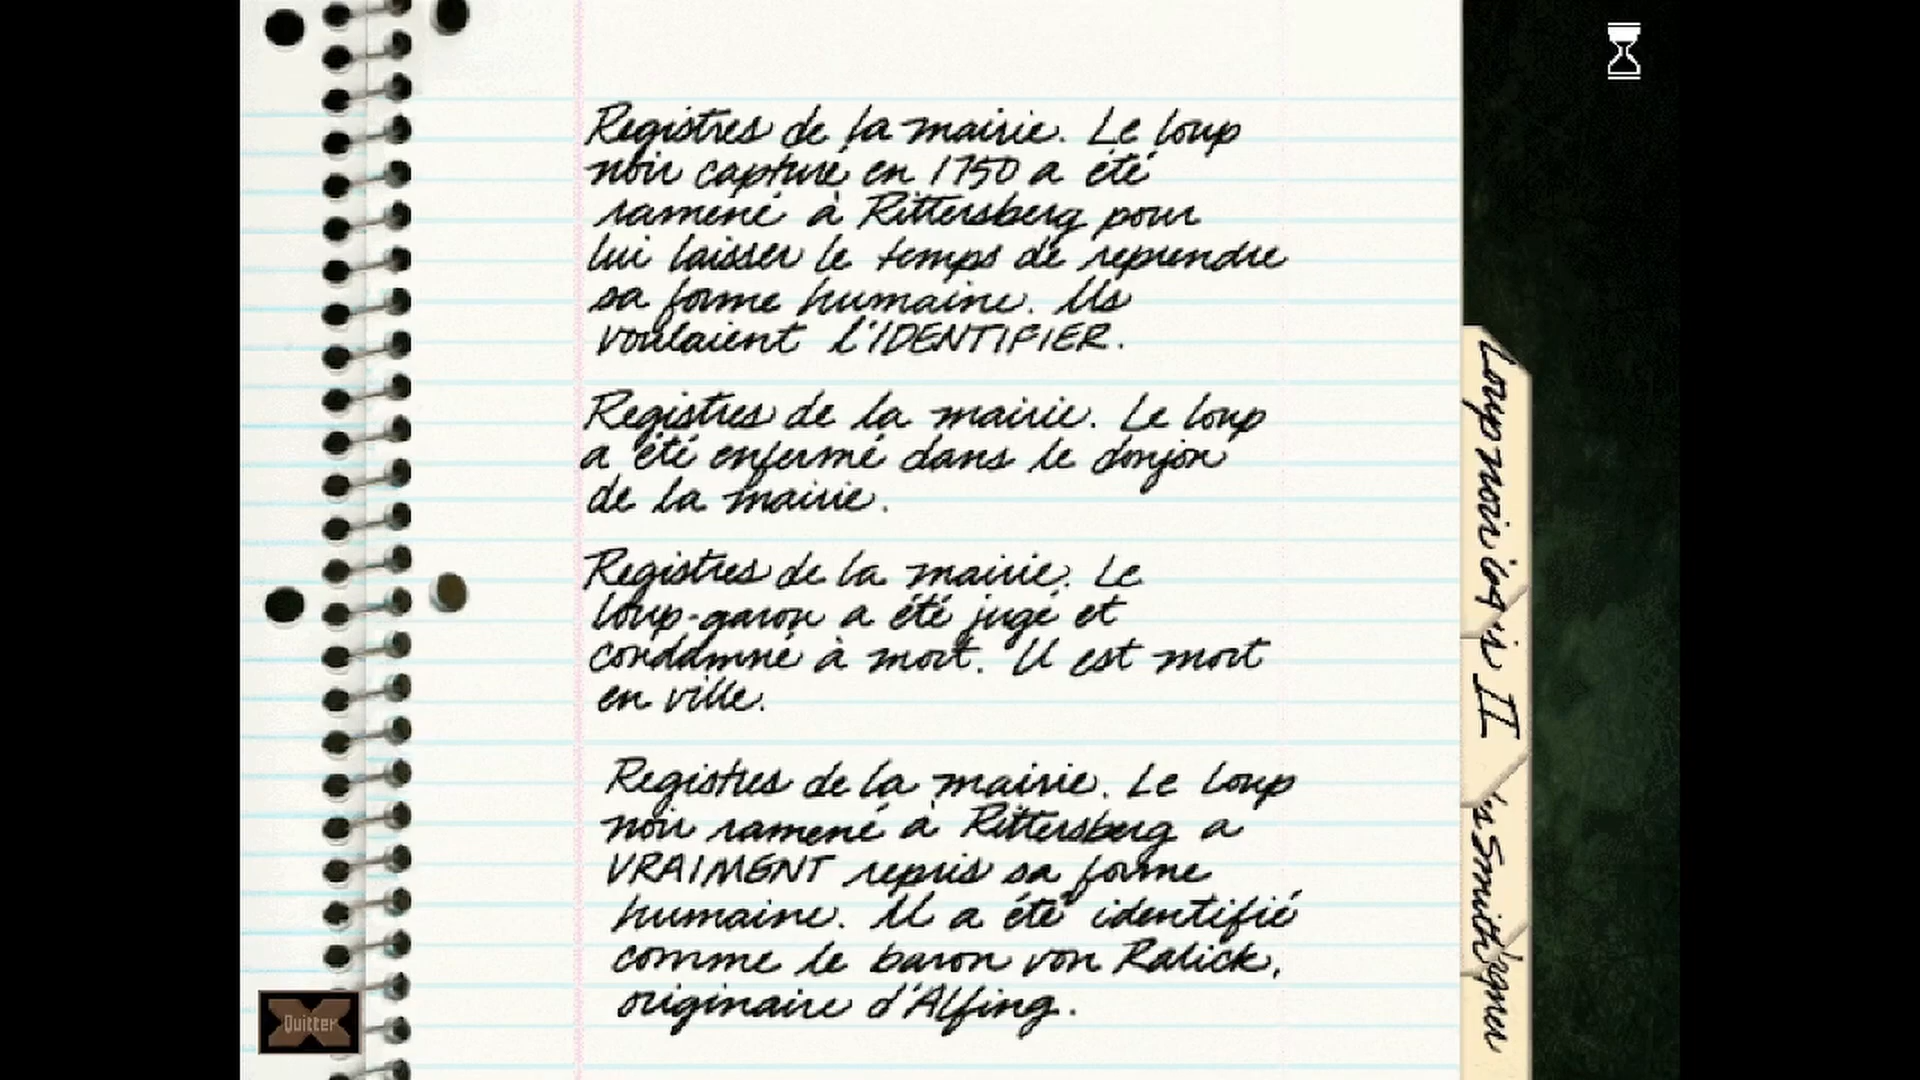 Registres de la mairie. Le loup
noir capturé en 1750 a été
ramené à Rittersberg pour
lui laisser le temps de reprendre
sa forme humaine. Ils
voulaient l'IDENTIFIER.
Registres de la mairie. Le loup
a été enfermé dans le donjon
de la mairie.
Registres de la mairie. Le
loup-garou a été jugé et
condamné à mort. Il est mort
en ville.
Registres de la mairie. Le loup
noir ramené à Rittersberg a
VRAIMENT repris sa forme
humaine. Il a été identifié
comme le baron von Ralick,
originaire d'Alfing.
Loup noir
is II
is Smith
Quitter